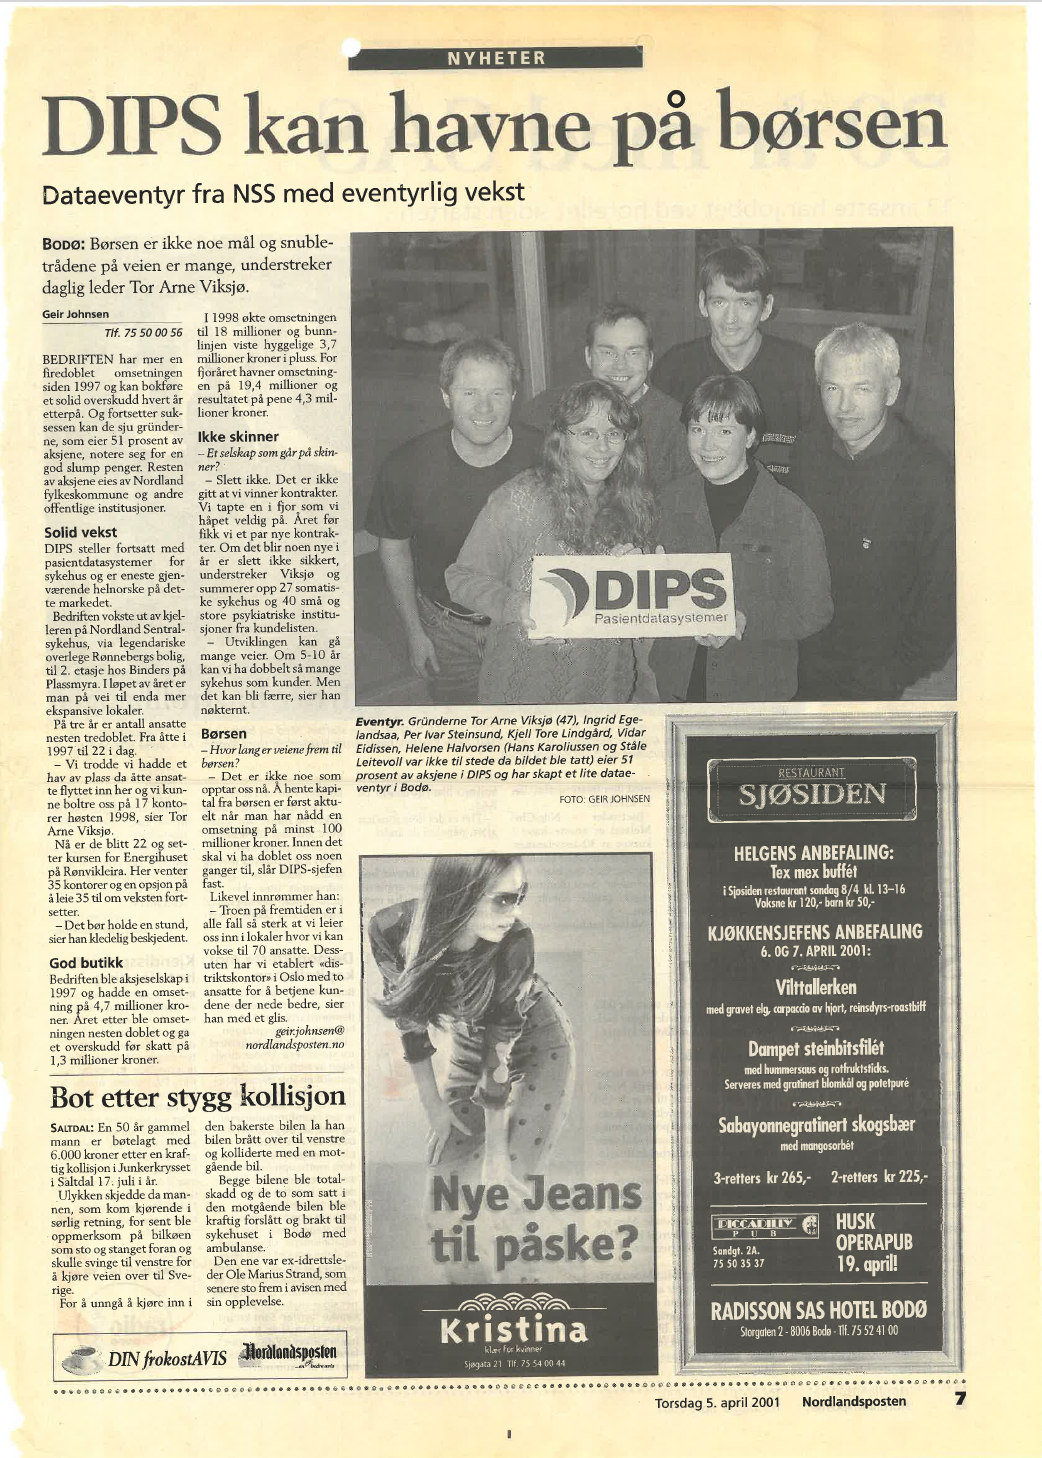 NYHETER
DIPS kan havne på børsen
Dataeventyr fra NSS med eventyrlig vekst
BODØ: Børsen er ikke noe mål og snuble-
trådene på veien er mange, understreker
daglig leder Tor Arne Viksjø.
Geir Johnsen
Tlf. 75 50 00 56
BEDRIFTEN har mer en
firedoblet omsetningen
siden 1997 og kan bokføre
et solid overskudd hvert år
etterpå. Og fortsetter suk-
sessen kan de sju gründer-
ne, som eier 51 prosent av
aksjene, notere seg for en
god slump penger. Resten
av aksjene eies av Nordland
fylkeskommune og andre
offentlige institusjoner.
Solid vekst
DIPS steller fortsatt med
pasientdatasystemer for
sykehus og er eneste gjen-
værende helnorske på det-
te markedet.
Bedriften vokste ut av kjel-
leren på Nordland Sentral-
sykehus, via legendariske
overlege Rønnebergs bolig,
til 2. etasje hos Binders på
Plassmyra. I løpet av året er
man på vei til enda mer
ekspansive lokaler.
På tre år er antall ansatte
nesten tredoblet. Fra åtte i
1997 til 22 i dag.
– Vi trodde vi hadde et
hav av plass da åtte ansat-
te flyttet inn her og vi kun-
ne boltre oss på 17 konto-
rer høsten 1998, sier Tor
Arne Viksjø.
Nå er de blitt 22 og set-
ter kursen for Energihuset
på Rønvikleira. Her venter
35 kontorer og en opsjon på
å leie 35 til om veksten fort-
setter.
– Det bør holde en stund,
sier han kledelig beskjedent.
God butikk
Bedriften ble aksjeselskap i
1997 og hadde en omset-
ning på 4,7 millioner kro-
ner. Året etter ble omset-
ningen nesten doblet og ga
et overskudd før skatt på
1,3 millioner kroner.
I 1998 økte omsetningen
til 18 millioner og bunn-
linjen viste hyggelige 3,7
millioner kroner i pluss. For
fjoråret havner omsetning-
en på 19,4 millioner og
resultatet på pene 4,3 mil-
lioner kroner.
Ikke skinner
– Et selskap som går på skin-
ner?
– Slett ikke. Det er ikke
gitt at vi vinner kontrakter.
Vi tapte en i fjor som vi
håpet veldig på. Året før
fikk vi et par nye kontrak-
ter. Om det blir noen nye i
år er slett ikke sikkert,
understreker Viksjø og
summerer opp 27 somatis-
ke sykehus og 40 små og
store psykiatriske institu-
sjoner fra kundelisten.
– Utviklingen kan gå
mange veier. Om 5-10 år
kan vi ha dobbelt så mange
sykehus som kunder. Men
det kan bli færre, sier han
nøkternt.
Børsen
– Hvor lang er veiene frem til
børsen?
– Det er ikke noe som
opptar oss nå. Å hente kapi-
tal fra børsen er først aktu-
elt når man har nådd en
omsetning på minst 100
millioner kroner. Innen det
skal vi ha doblet oss noen
ganger til, slår DIPS-sjefen
fast.
Likevel innrømmer han:
– Troen på fremtiden er i
alle fall så sterk at vi leier
oss inn i lokaler hvor vi kan
vokse til 70 ansatte. Dess-
uten har vi etablert «dis-
triktskontor» i Oslo med to
ansatte for å betjene kun-
dene der nede bedre, sier
han med et glis.
geir.johnsen@
nordlandsposten.no
DIPS
Pasientdatasystemer
Eventyr. Gründerne Tor Arne Viksjø (47), Ingrid Ege-
landsaa, Per Ivar Steinsund, Kjell Tore Lindgård, Vidar
Eidissen, Helene Halvorsen (Hans Karoliussen og Ståle
Leitevoll var ikke til stede da bildet ble tatt) eier 51
prosent av aksjene i DIPS og har skapt et lite datae-
ventyr i Bodø.
FOTO: GEIR JOHNSEN
Bot etter stygg kollisjon
SALTDAL: En 50 år gammel
mann er bøtelagt med
6.000 kroner etter en kraf-
tig kollisjon i Junkerkrysset
i Saltdal 17. juli i år.
Ulykken skjedde da man-
nen, som kom kjørende i
sørlig retning, for sent ble
oppmerksom på bilkøen
som sto og stanget foran og
skulle svinge til venstre for
å kjøre veien over til Sve-
rige.
For å unngå å kjøre inn i
den bakerste bilen la han
bilen brått over til venstre
og kolliderte med en mot-
gående bil.
Begge bilene ble total-
skadd og de to som satt i
den motgående bilen ble
kraftig forslått og brakt til
sykehuset i Bodø med
ambulanse.
Den ene var ex-idrettsle-
der Ole Marius Strand, som
senere sto frem i avisen med
sin opplevelse.
DIN frokostAVIS
Nordlandsposten
Nye Jeans
til påske?
Kristina
klær for kvinner
Sjøgata 21 Tlf. 75 54 00 44
RESTAURANT
SJØSIDEN
HELGENS ANBEFALING:
Tex mex buffét
i Sjøsiden restaurant søndag 8/4 kl. 13–16
Voksne kr 120,- barn kr 50,-
KJØKKENSJEFENS ANBEFALING
6. OG 7. APRIL 2001:
Vilttallerken
med gravet elg, carpaccio av hjort, reinsdyrs-roastbiff
Dampet steinbitsfilét
med hummersaus og rotfruktsticks.
Serveres med gratinert blomkål og potetpuré
Sabayonnegratinert skogsbær
med mangosorbét
3-retters kr 265,- 2-retters kr 225,-
PICCADILLY
PUB
Sandgt. 2A.
75 50 35 37
HUSK
OPERAPUB
19. april!
RADISSON SAS HOTEL BODØ
Storgaten 2 - 8006 Bodø - Tlf. 75 52 41 00
Torsdag 5. april 2001 Nordlandsposten 7